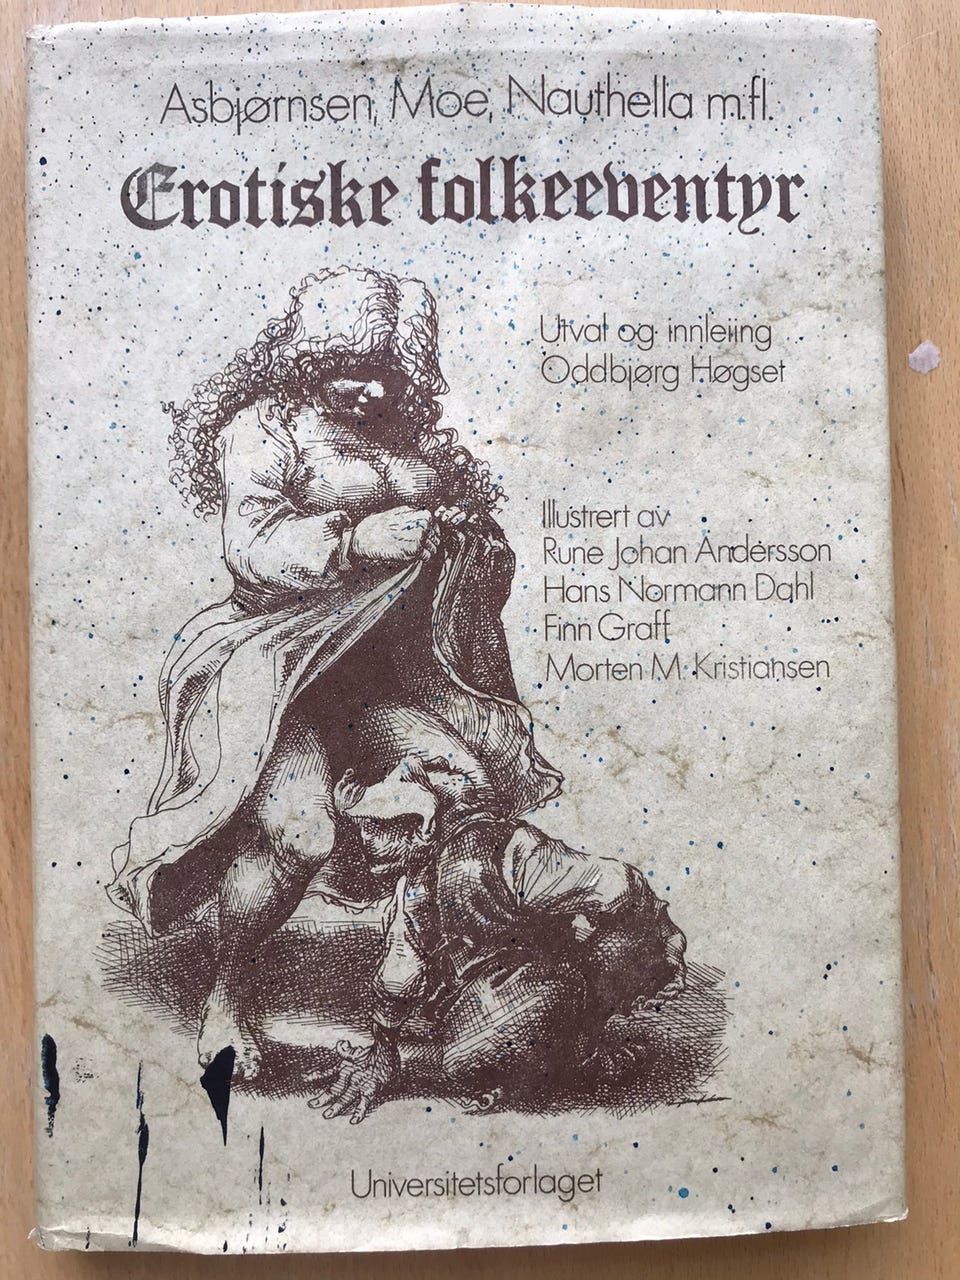 Asbjørnsen, Moe, Nauthella m.fl.
Erotiske folkeeventyr
Utval og innleiing
Oddbjørg Høgset
Illustrert av
Rune Johan Andersson
Hans Normann Dahl
Finn Graff
Morten M. Kristiansen
Universitetsforlaget